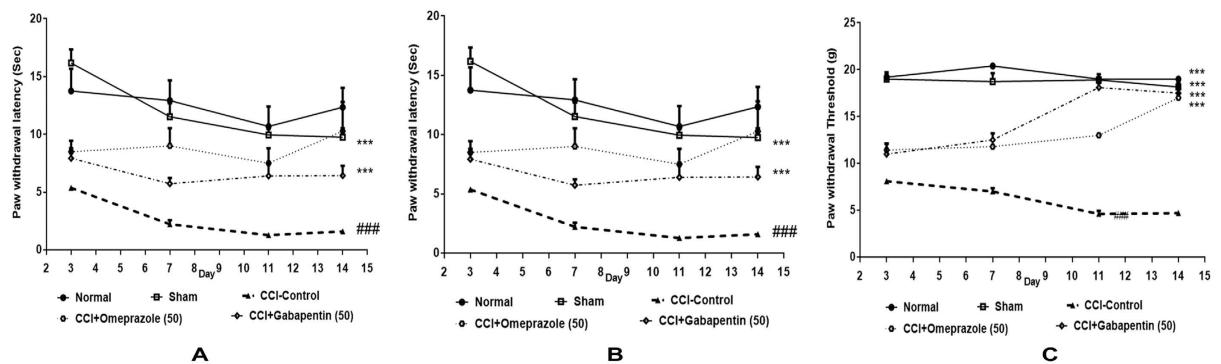 20
15
10
5
0
Paw withdrawal latency (Sec)
2 3 4 5 6 7 8 9 10 11 12 13 14 15
Day
Normal Sham CCI-Control
CCI+Omeprazole (50) CCI+Gabapentin (50)
***
***
###
A
20
15
10
5
0
Paw withdrawal latency (Sec)
2 3 4 5 6 7 8 9 10 11 12 13 14 15
Day
Normal Sham CCI-Control
CCI+Omeprazole (50) CCI+Gabapentin (50)
***
***
###
B
25
20
15
10
5
0
Paw withdrawal Threshold (g)
2 3 4 5 6 7 8 9 10 11 12 13 14 15
Day
Normal Sham CCI-Control
CCI+Omeprazole (50) CCI+Gabapentin (50)
***
***
***
***
###
C